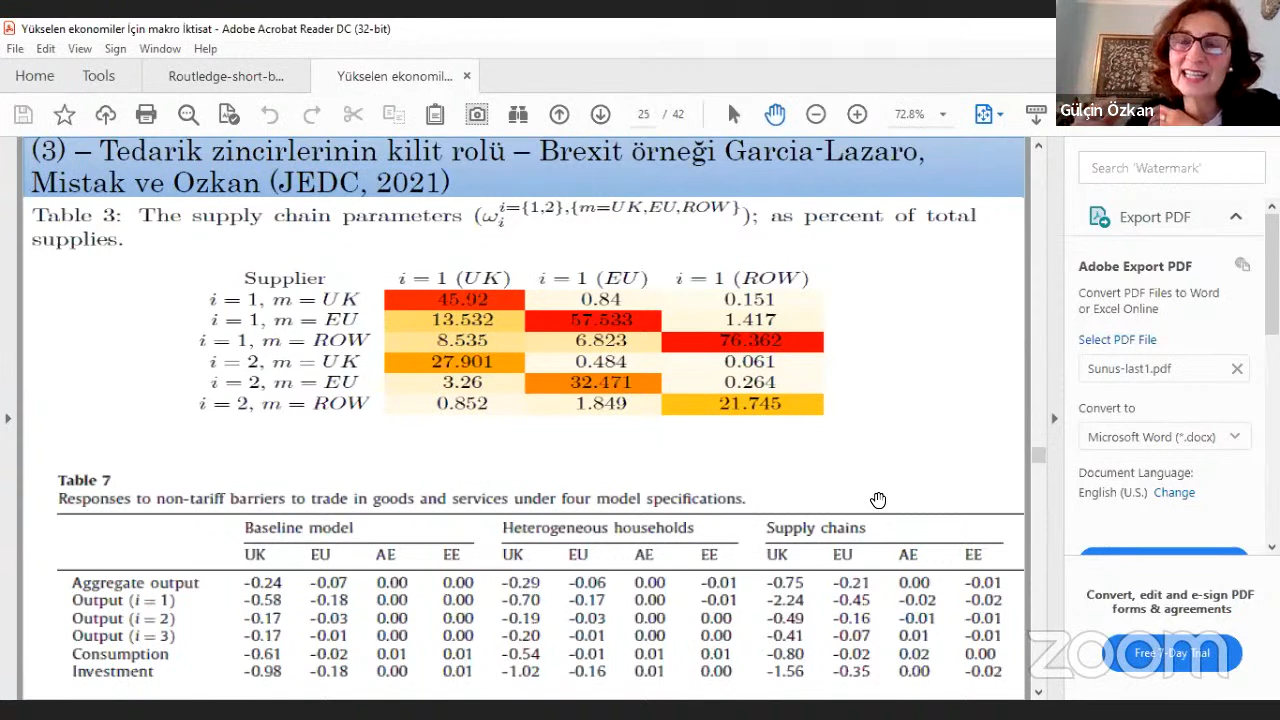 Yükselen ekonomiler İçin makro İktisat - Adobe Acrobat Reader DC (32-bit)
File Edit View Sign Window Help
Home Tools Routledge-short-b... Yükselen ekonomil... ×
25 / 42 72.8%
Gülçin Özkan
(3) – Tedarik zincirlerinin kilit rolü – Brexit örneği Garcia-Lazaro,
Mistak ve Ozkan (JEDC, 2021)
Table 3: The supply chain parameters (ω_i^{i={1,2},{m=UK,EU,ROW}}); as percent of total
supplies.
Supplier i = 1 (UK) i = 1 (EU) i = 1 (ROW)
i = 1, m = UK 45.92 0.84 0.151
i = 1, m = EU 13.532 57.533 1.417
i = 1, m = ROW 8.535 6.823 76.362
i = 2, m = UK 27.901 0.484 0.061
i = 2, m = EU 3.26 32.471 0.264
i = 2, m = ROW 0.852 1.849 21.745
Table 7
Responses to non-tariff barriers to trade in goods and services under four model specifications.
Baseline model Heterogeneous households Supply chains
UK EU AE EE UK EU AE EE UK EU AE EE
Aggregate output -0.24 -0.07 0.00 0.00 -0.29 -0.06 0.00 -0.01 -0.75 -0.21 0.00 -0.01
Output (i = 1) -0.58 -0.18 0.00 0.00 -0.70 -0.17 0.00 -0.01 -2.24 -0.45 -0.02 -0.02
Output (i = 2) -0.17 -0.03 0.00 0.00 -0.19 -0.03 0.00 0.00 -0.49 -0.16 -0.01 -0.01
Output (i = 3) -0.17 -0.01 0.00 0.00 -0.20 -0.01 0.00 0.00 -0.41 -0.07 0.01 -0.01
Consumption -0.61 -0.02 0.01 0.01 -0.54 -0.01 0.01 0.01 -0.80 -0.02 0.02 0.00
Investment -0.98 -0.18 0.00 0.01 -1.02 -0.16 0.01 0.00 -1.56 -0.35 0.00 -0.02
Search 'Watermark'
Export PDF
Adobe Export PDF
Convert PDF Files to Word
or Excel Online
Select PDF File
Sunus-last1.pdf
Convert to
Microsoft Word (*.docx)
Document Language:
English (U.S.) Change
Convert, edit and e-sign PDF
forms & agreements
Free 7-Day Trial
zoom